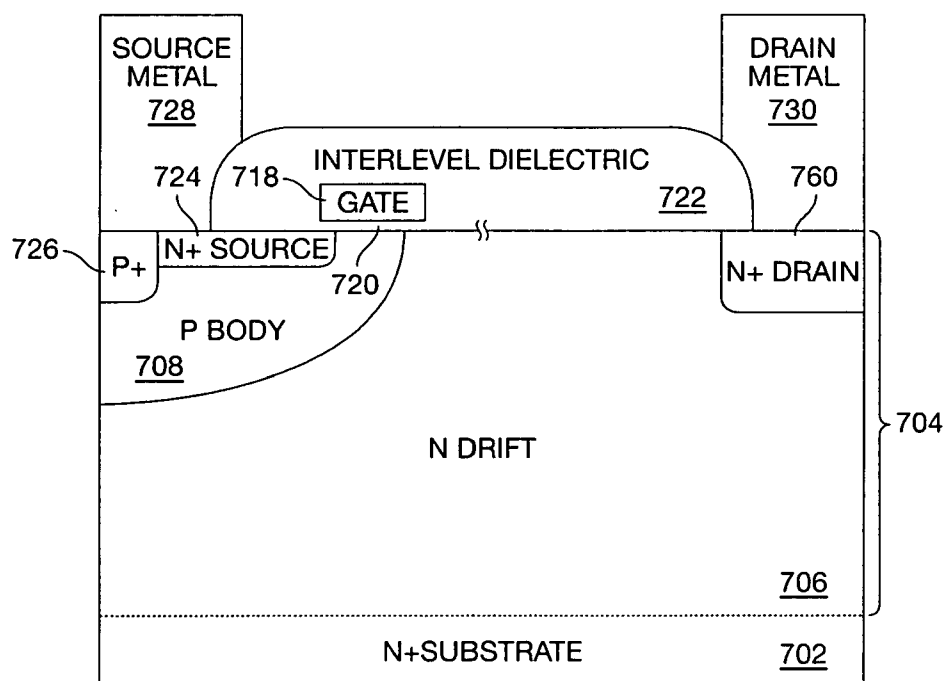 SOURCE
METAL
728
DRAIN
METAL
730
INTERLEVEL DIELECTRIC
724
718
GATE
722
760
726
P+
N+ SOURCE
720
N+ DRAIN
P BODY
708
704
N DRIFT
706
N+SUBSTRATE
702